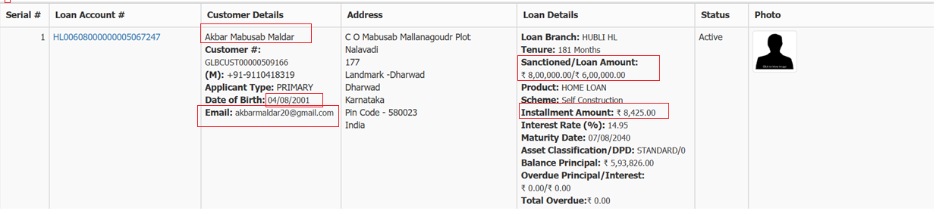 Serial # Loan Account # Customer Details Address Loan Details Status Photo
1 HL00608000000005067247
Akbar Mabusab Maldar
Customer #:
GLBCUST00000509166
(M): +91-9110418319
Applicant Type: PRIMARY
Date of Birth: 04/08/2001
Email: akbarmaldar20@gmail.com
C O Mabusab Mallanagoudr Plot
Nalavadi
177
Landmark -Dharwad
Dharwad
Karnataka
Pin Code - 580023
India
Loan Branch: HUBLI HL
Tenure: 181 Months
Sanctioned/Loan Amount:
₹ 8,00,000.00/₹ 6,00,000.00
Product: HOME LOAN
Scheme: Self Construction
Installment Amount: ₹ 8,425.00
Interest Rate (%): 14.95
Maturity Date: 07/08/2040
Asset Classification/DPD: STANDARD/0
Balance Principal: ₹ 5,93,826.00
Overdue Principal/Interest:
₹ 0.00/₹ 0.00
Total Overdue:₹ 0.00
Active